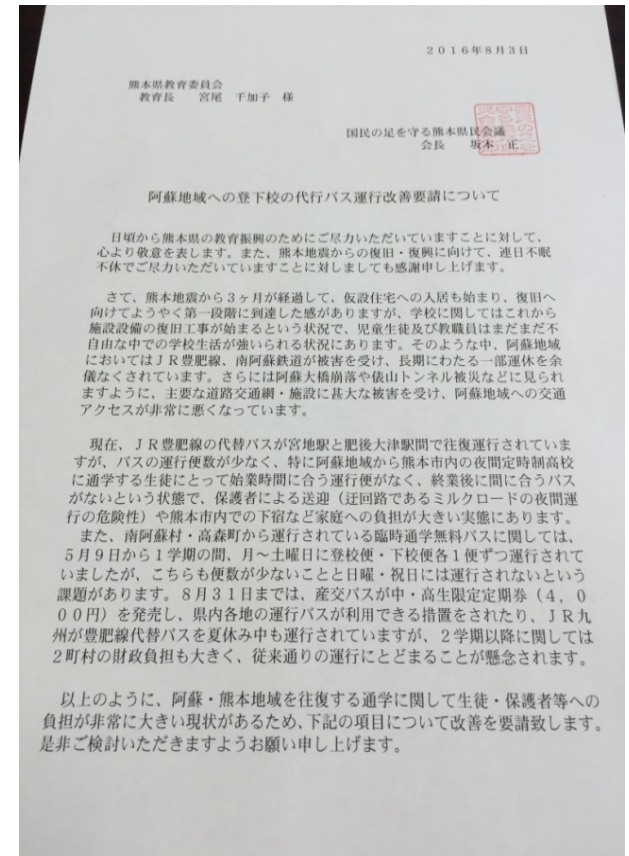 2016年8月3日
熊本県教育委員会
教育長 宮尾 千加子 様
国民の足を守る熊本県民会議
会長 坂本 正
阿蘇地域への登下校の代行バス運行改善要請について
日頃から熊本県の教育振興のためにご尽力いただいていますことに対して、
心より敬意を表します。また、熊本地震からの復旧・復興に向けて、連日不眠
不休でご尽力いただいていますことに対しましても感謝申し上げます。
さて、熊本地震から3ヶ月が経過して、仮設住宅への入居も始まり、復旧へ
向けてようやく第一段階に到達した感がありますが、学校に関してはこれから
施設設備の復旧工事が始まるという状況で、児童生徒及び教職員はまだまだ不
自由な中での学校生活が強いられる状況にあります。そのような中、阿蘇地域
においてはJR豊肥線、南阿蘇鉄道が被害を受け、長期にわたる一部運休を余
儀なくされています。さらには阿蘇大橋崩落や俵山トンネル被災などに見られ
ますように、主要な道路交通網・施設に甚大な被害を受け、阿蘇地域への交通
アクセスが非常に悪くなっています。
現在、JR豊肥線の代替バスが宮地駅と肥後大津駅間で往復運行されていま
すが、バスの運行便数が少なく、特に阿蘇地域から熊本市内の夜間定時制高校
に通学する生徒にとって始業時間に合う運行便がなく、終業後に間に合うバス
がないという状態で、保護者による送迎（迂回路であるミルクロードの夜間運
行の危険性）や熊本市内での下宿など家庭への負担が大きい実態にあります。
また、南阿蘇村・高森町から運行されている臨時通学無料バスに関しては、
5月9日から1学期の間、月～土曜日に登校便・下校便各1便ずつ運行されて
いましたが、こちらも便数が少ないことと日曜・祝日には運行されないという
課題があります。8月31日までは、産交バスが中・高生限定定期券（4，0
00円）を発売し、県内各地の運行バスが利用できる措置をされたり、JR九
州が豊肥線代替バスを夏休み中も運行されていますが、2学期以降に関しては
2町村の財政負担も大きく、従来通りの運行にとどまることが懸念されます。
以上のように、阿蘇・熊本地域を往復する通学に関して生徒・保護者等への
負担が非常に大きい現状があるため、下記の項目について改善を要請致します。
是非ご検討いただきますようお願い申し上げます。